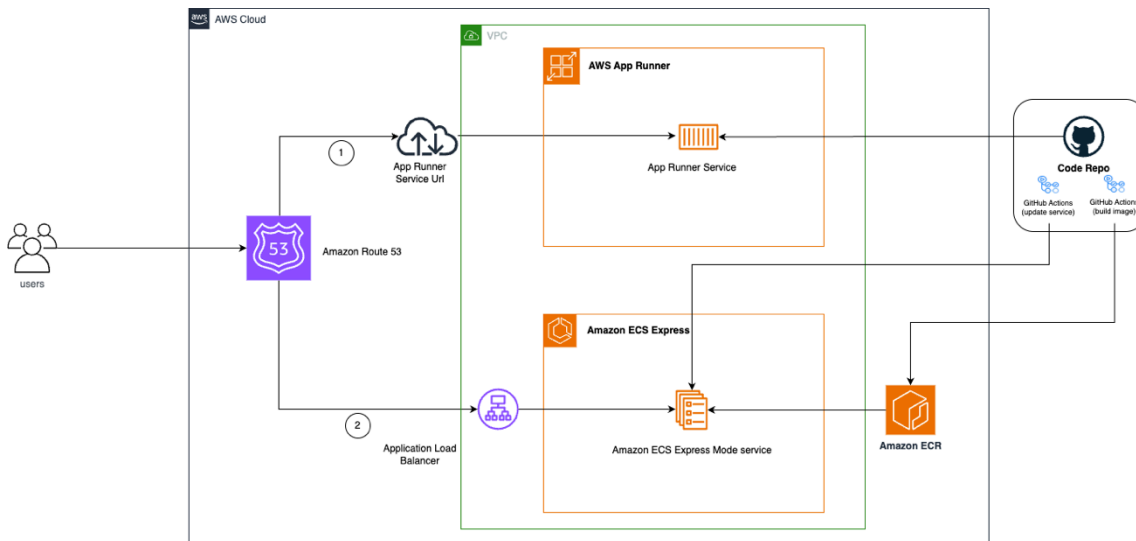 aws
AWS Cloud
VPC
AWS App Runner
1
App Runner
Service Url
App Runner Service
Code Repo
GitHub Actions
(update service)
GitHub Actions
(build image)
53
Amazon Route 53
users
Amazon ECS Express
2
Application Load
Balancer
Amazon ECS Express Mode service
Amazon ECR